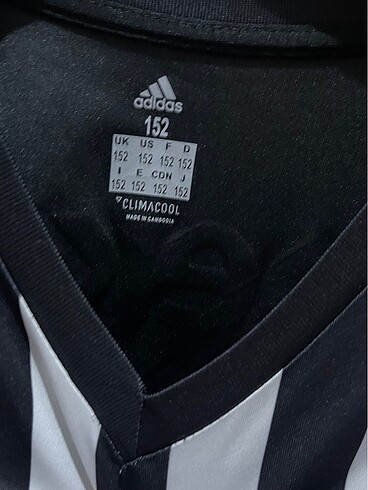 adidas
152
UK US F D
152 152 152 152
I E CDN J
152 152 152 152
CLIMACOOL
MADE IN CAMBODIA